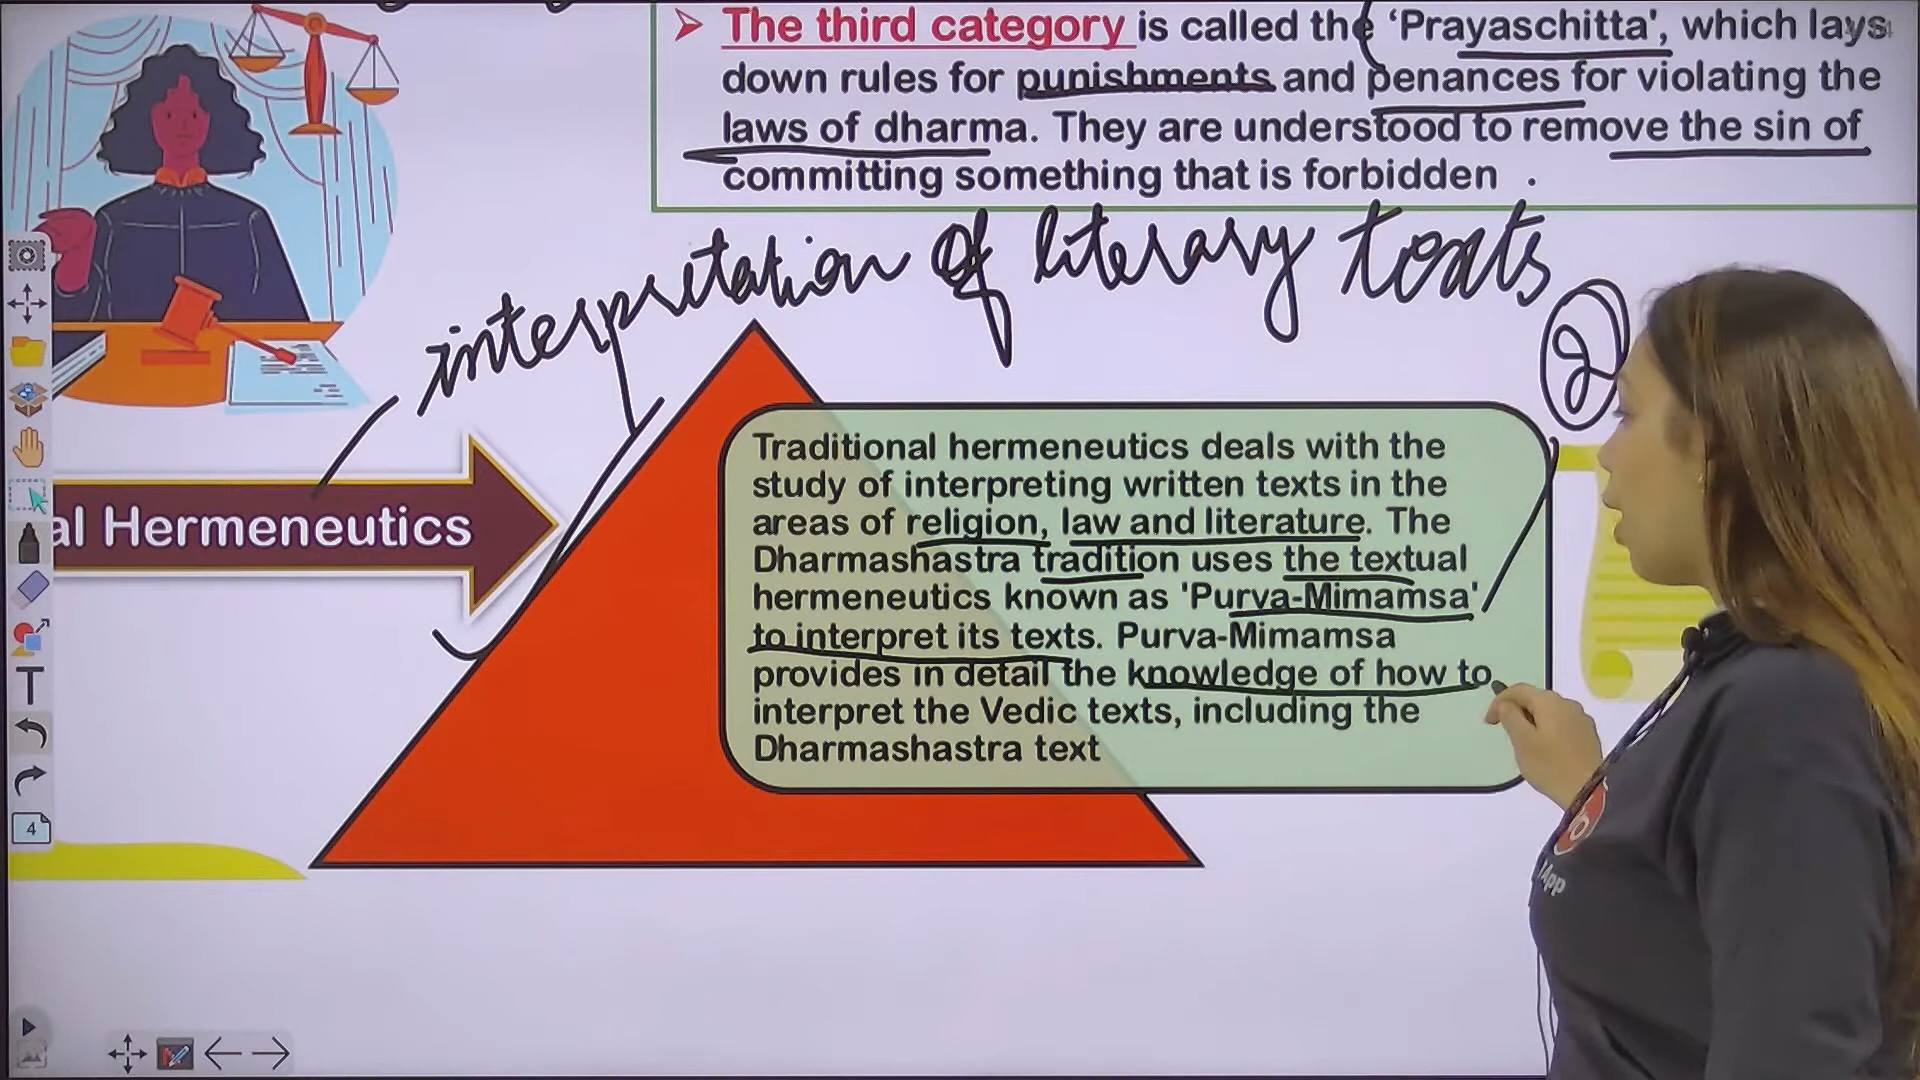 ➢ The third category is called the ‘Prayaschitta', which lays
down rules for punishments and penances for violating the
laws of dharma. They are understood to remove the sin of
committing something that is forbidden .
interpretation of literary texts
2
al Hermeneutics
Traditional hermeneutics deals with the
study of interpreting written texts in the
areas of religion, law and literature. The
Dharmashastra tradition uses the textual
hermeneutics known as 'Purva-Mimamsa'
to interpret its texts. Purva-Mimamsa
provides in detail the knowledge of how to
interpret the Vedic texts, including the
Dharmashastra text
T
4
App